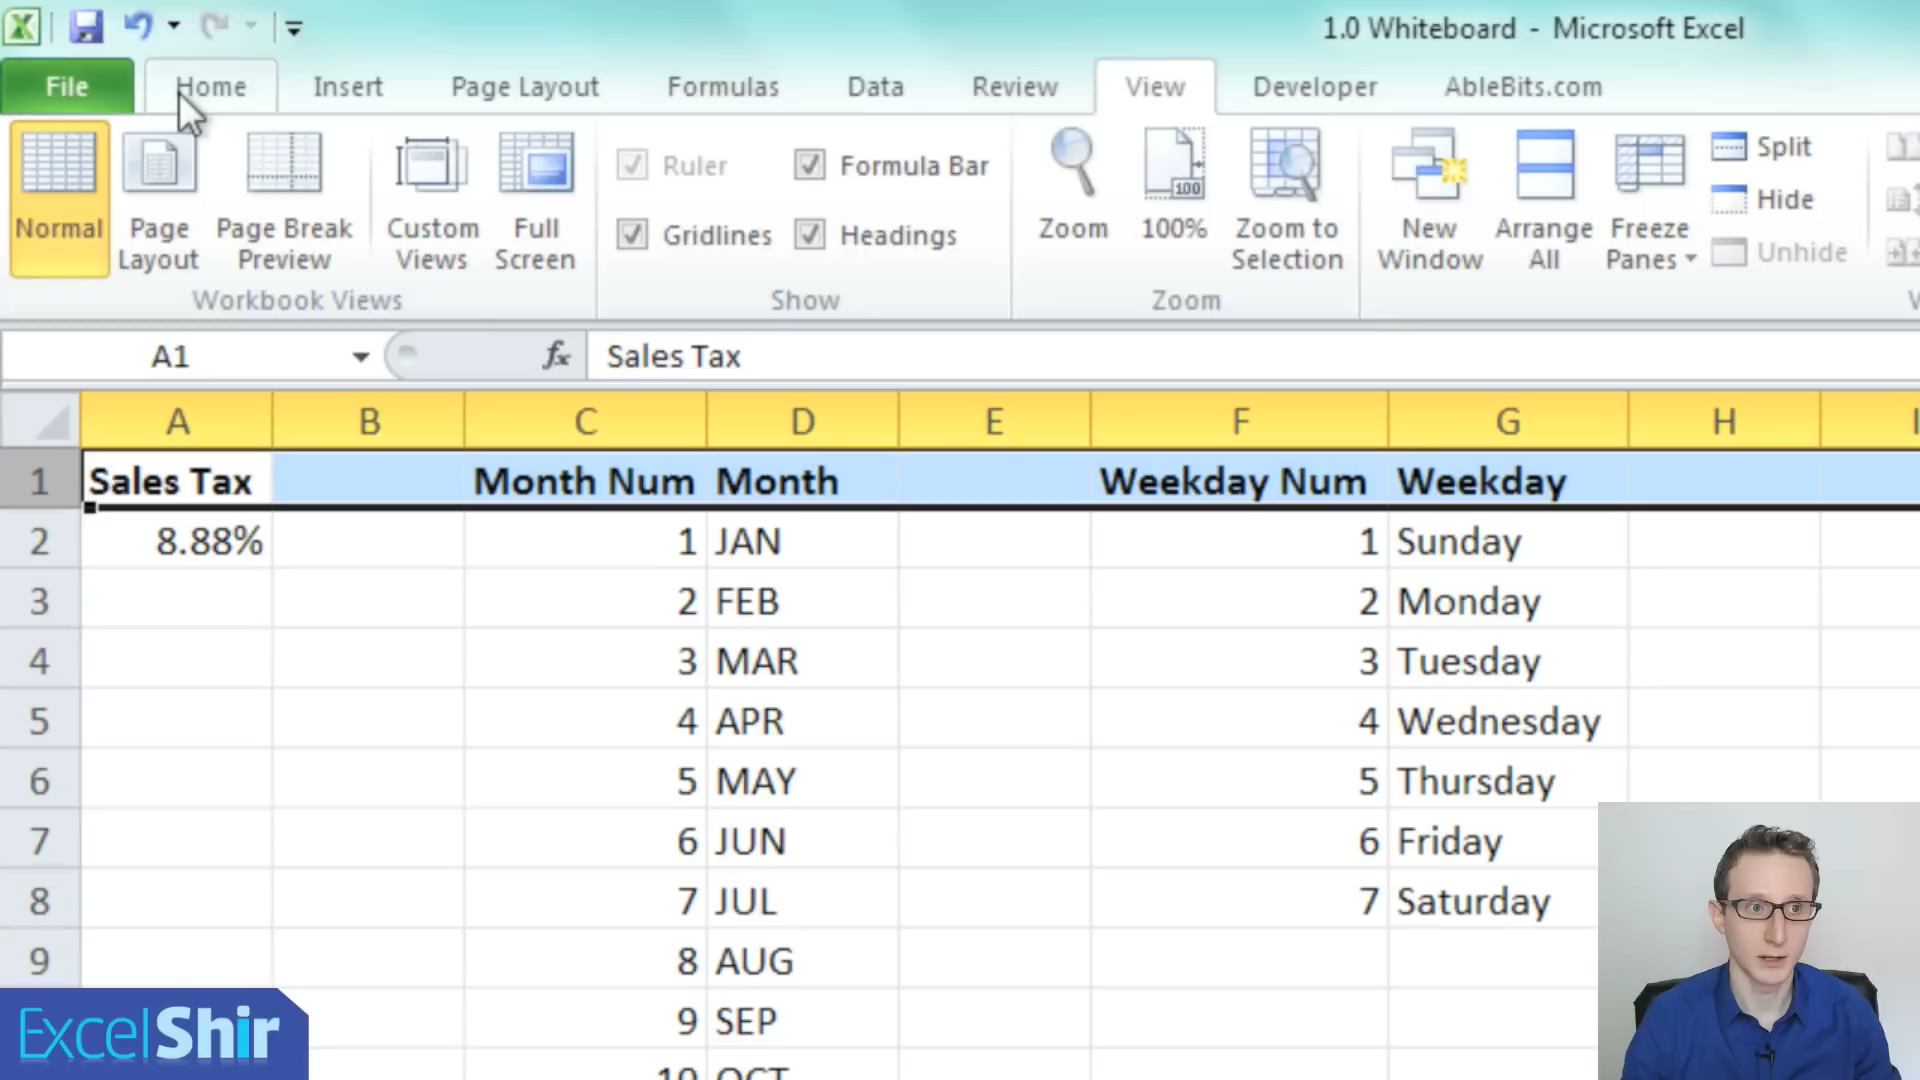 1.0 Whiteboard - Microsoft Excel
File Home Insert Page Layout Formulas Data Review View Developer AbleBits.com
Normal
Page Layout
Page Break Preview
Custom Views
Full Screen
Workbook Views
Ruler
Formula Bar
Gridlines
Headings
Show
Zoom
100
100%
Zoom to Selection
Zoom
New Window
Arrange All
Freeze Panes
Split
Hide
Unhide
A1 fx Sales Tax
A B C D E F G H I
1 Sales Tax Month Num Month Weekday Num Weekday
2 8.88% 1 JAN 1 Sunday
3 2 FEB 2 Monday
4 3 MAR 3 Tuesday
5 4 APR 4 Wednesday
6 5 MAY 5 Thursday
7 6 JUN 6 Friday
8 7 JUL 7 Saturday
9 8 AUG
9 SEP
10 OCT
ExcelShir